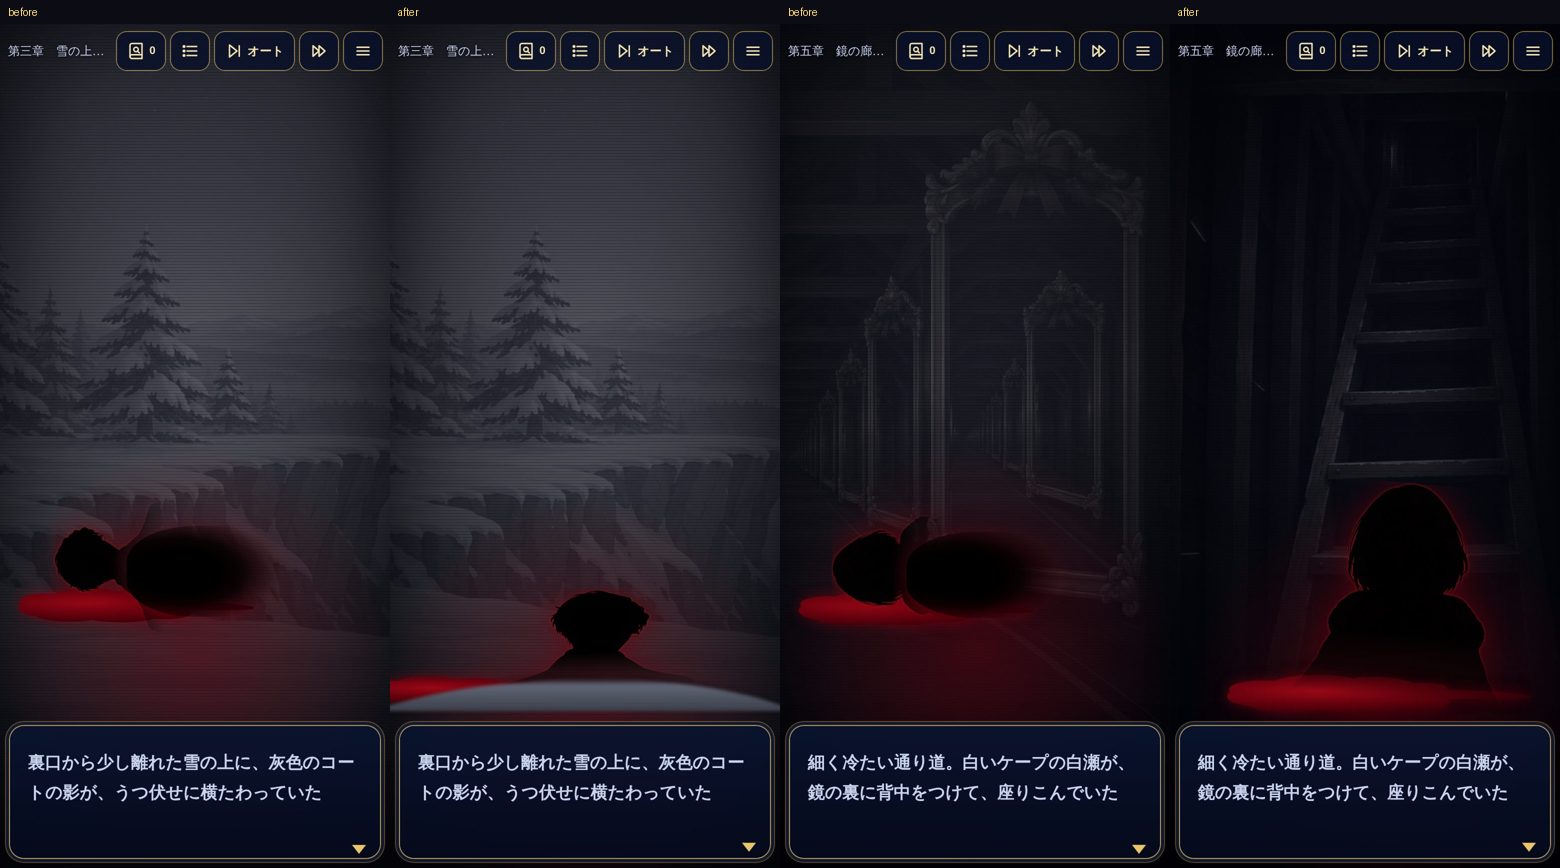 before
第三章　雪の上…
0
オート
裏口から少し離れた雪の上に、灰色のコー
トの影が、うつ伏せに横たわっていた
after
第三章　雪の上…
0
オート
裏口から少し離れた雪の上に、灰色のコー
トの影が、うつ伏せに横たわっていた
before
第五章　鏡の廊…
0
オート
細く冷たい通り道。白いケープの白瀬が、
鏡の裏に背中をつけて、座りこんでいた
after
第五章　鏡の廊…
0
オート
細く冷たい通り道。白いケープの白瀬が、
鏡の裏に背中をつけて、座りこんでいた